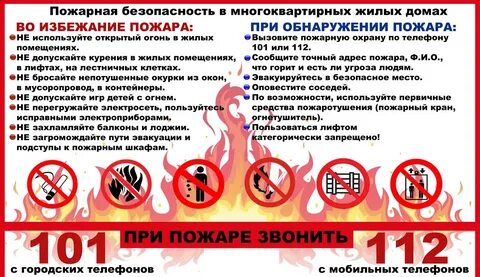 Пожарная безопасность в многоквартирных жилых домах
ВО ИЗБЕЖАНИЕ ПОЖАРА:
•НЕ используйте открытый огонь в жилых
помещениях.
•НЕ допускайте курения в жилых помещениях,
в лифтах, на лестничных клетках.
•НЕ бросайте непотушенные окурки из окон,
в мусоропровод, в контейнеры.
•НЕ допускайте игр детей с огнем.
•НЕ перегружайте электросеть, пользуйтесь
исправными электроприборами.
•НЕ захламляйте балконы и лоджии.
•НЕ загромождайте пути эвакуации и
подступы к пожарным шкафам.
ПРИ ОБНАРУЖЕНИИ ПОЖАРА:
•Вызовите пожарную охрану по телефону
101 или 112.
•Сообщите точный адрес пожара, Ф.И.О.,
что горит и есть ли угроза людям.
•Эвакуируйтесь в безопасное место.
•Оповестите соседей.
•По возможности, используйте первичные
средства пожаротушения (пожарный кран,
огнетушитель).
•Пользоваться лифтом
категорически запрещено!
101
с городских телефонов
ПРИ ПОЖАРЕ ЗВОНИТЬ
112
с мобильных телефонов